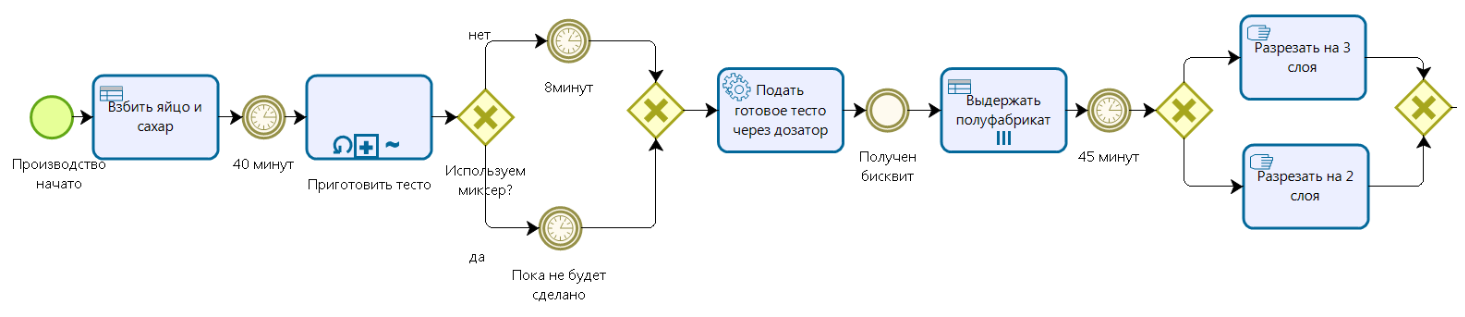 Производство
начато
Взбить яйцо и
сахар
40 минут
Приготовить тесто
Используем
миксер?
нет
8минут
да
Пока не будет
сделано
Подать
готовое тесто
через дозатор
Получен
бисквит
Выдержать
полуфабрикат
45 минут
Разрезать на 3
слоя
Разрезать на 2
слоя